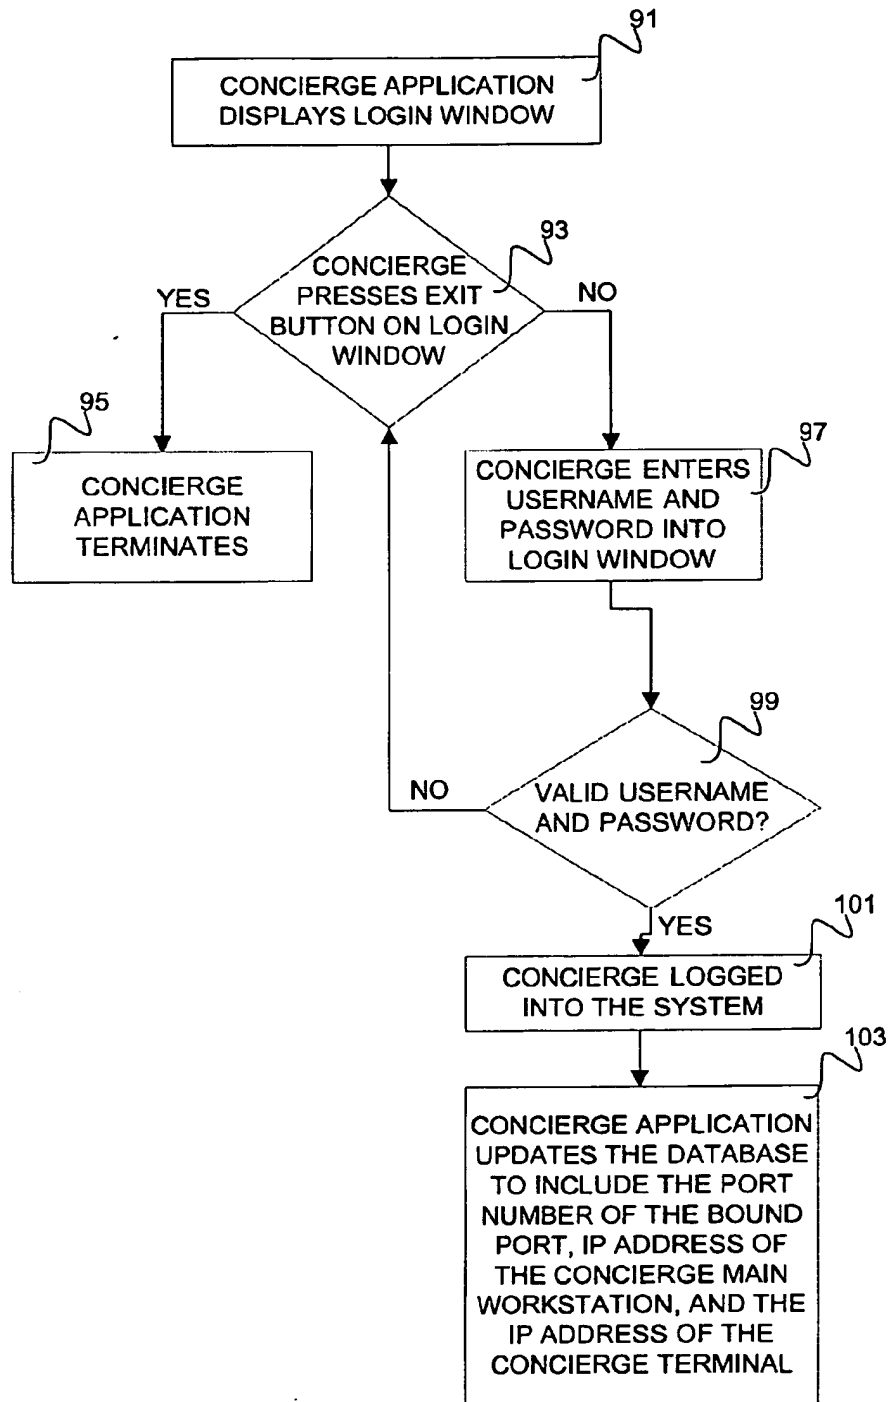 91
CONCIERGE APPLICATION
DISPLAYS LOGIN WINDOW
93
CONCIERGE
PRESSES EXIT
BUTTON ON LOGIN
WINDOW
YES
NO
95
CONCIERGE
APPLICATION
TERMINATES
97
CONCIERGE ENTERS
USERNAME AND
PASSWORD INTO
LOGIN WINDOW
99
VALID USERNAME
AND PASSWORD?
NO
YES
101
CONCIERGE LOGGED
INTO THE SYSTEM
103
CONCIERGE APPLICATION
UPDATES THE DATABASE
TO INCLUDE THE PORT
NUMBER OF THE BOUND
PORT, IP ADDRESS OF
THE CONCIERGE MAIN
WORKSTATION, AND THE
IP ADDRESS OF THE
CONCIERGE TERMINAL